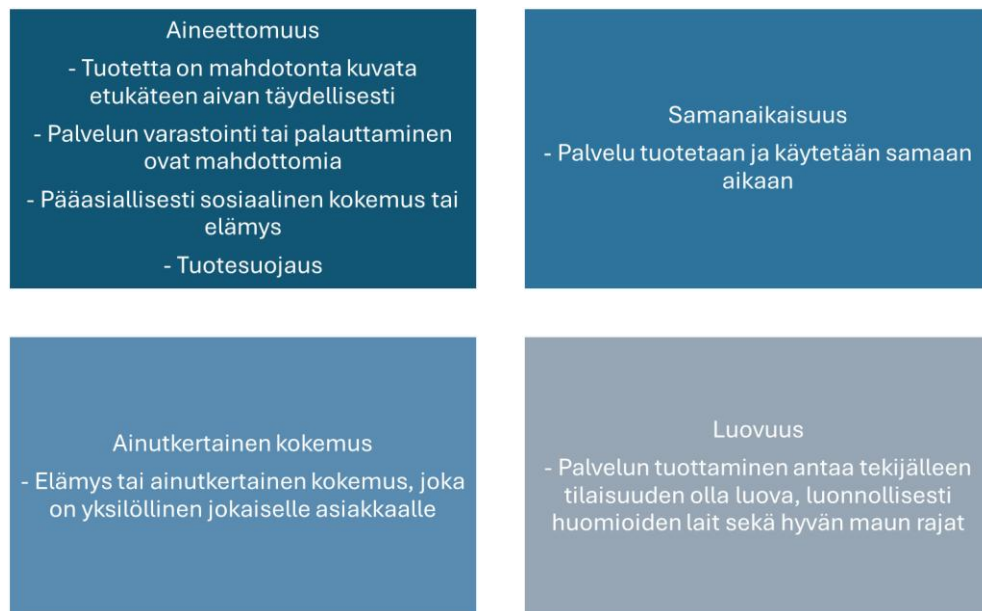 Aineettomuus
- Tuotetta on mahdotonta kuvata
etukäteen aivan täydellisesti
- Palvelun varastointi tai palauttaminen
ovat mahdottomia
- Pääasiallisesti sosiaalinen kokemus tai
elämys
- Tuotesuojaus
Samanaikaisuus
- Palvelu tuotetaan ja käytetään samaan
aikaan
Ainutkertainen kokemus
- Elämys tai ainutkertainen kokemus, joka
on yksilöllinen jokaiselle asiakkaalle
Luovuus
- Palvelun tuottaminen antaa tekijälleen
tilaisuuden olla luova, luonnollisesti
huomioiden lait sekä hyvän maun rajat